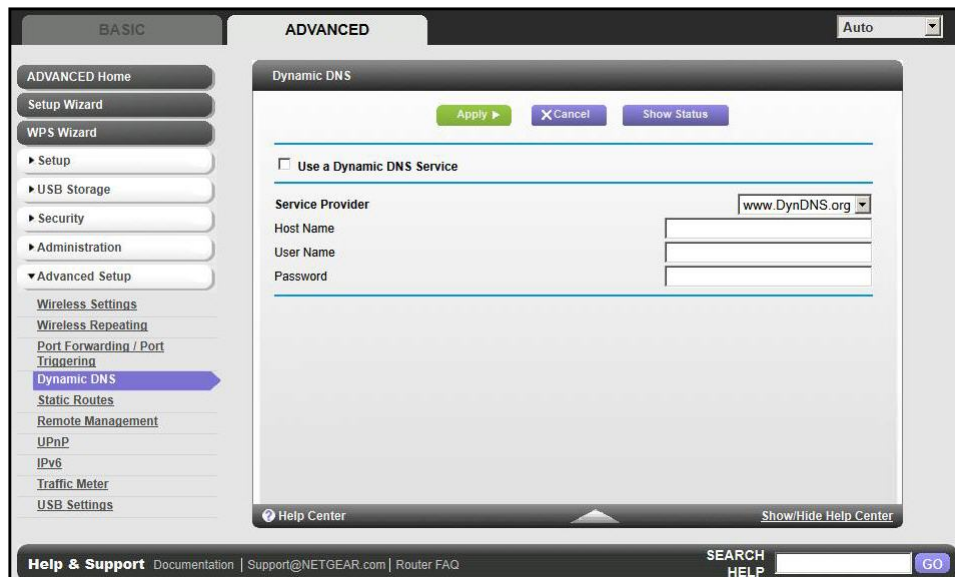 BASIC
ADVANCED
Auto
ADVANCED Home
Setup Wizard
WPS Wizard
Setup
USB Storage
Security
Administration
Advanced Setup
Wireless Settings
Wireless Repeating
Port Forwarding / Port
Triggering
Dynamic DNS
Static Routes
Remote Management
UPnP
IPv6
Traffic Meter
USB Settings
Dynamic DNS
Apply
Cancel
Show Status
Use a Dynamic DNS Service
Service Provider
www.DynDNS.org
Host Name
User Name
Password
Help Center
Show/Hide Help Center
Help & Support Documentation | Support@NETGEAR.com | Router FAQ
SEARCH
HELP
GO